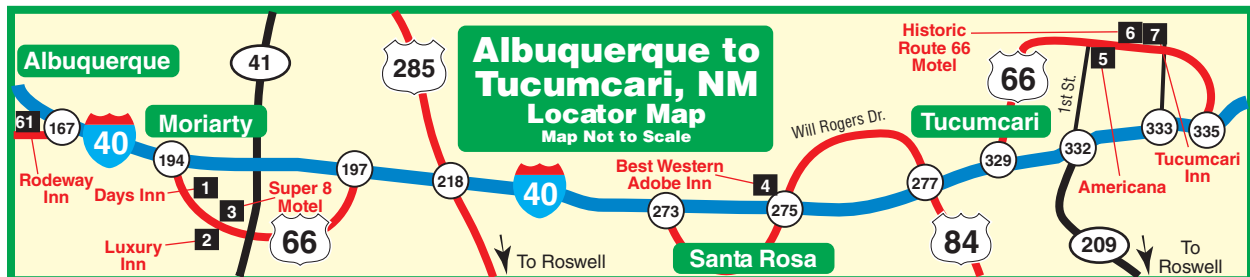 Albuquerque to
Tucumcari, NM
Locator Map
Map Not to Scale
Albuquerque
61
167
40
Rodeway
Inn
Moriarty
194
Days Inn
1
3
Super 8
Motel
2
Luxury
Inn
66
41
197
285
218
To Roswell
40
Best Western
Adobe Inn
4
273
275
Santa Rosa
Will Rogers Dr.
277
84
Tucumcari
329
66
Historic
Route 66
Motel
6
7
5
1st St.
332
333
335
Americana
Tucumcari
Inn
209
To
Roswell